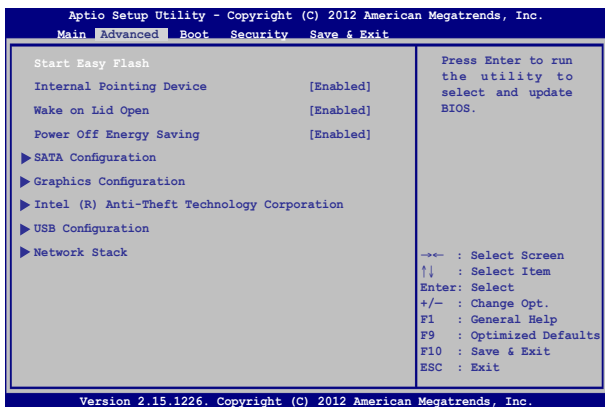 Aptio Setup Utility - Copyright (C) 2012 American Megatrends, Inc.
Main Advanced Boot Security Save & Exit
Start Easy Flash
Internal Pointing Device [Enabled]
Wake on Lid Open [Enabled]
Power Off Energy Saving [Enabled]
SATA Configuration
Graphics Configuration
Intel (R) Anti-Theft Technology Corporation
USB Configuration
Network Stack
Press Enter to run
the utility to
select and update
BIOS.
→← : Select Screen
↑↓ : Select Item
Enter: Select
+/— : Change Opt.
F1 : General Help
F9 : Optimized Defaults
F10 : Save & Exit
ESC : Exit
Version 2.15.1226. Copyright (C) 2012 American Megatrends, Inc.